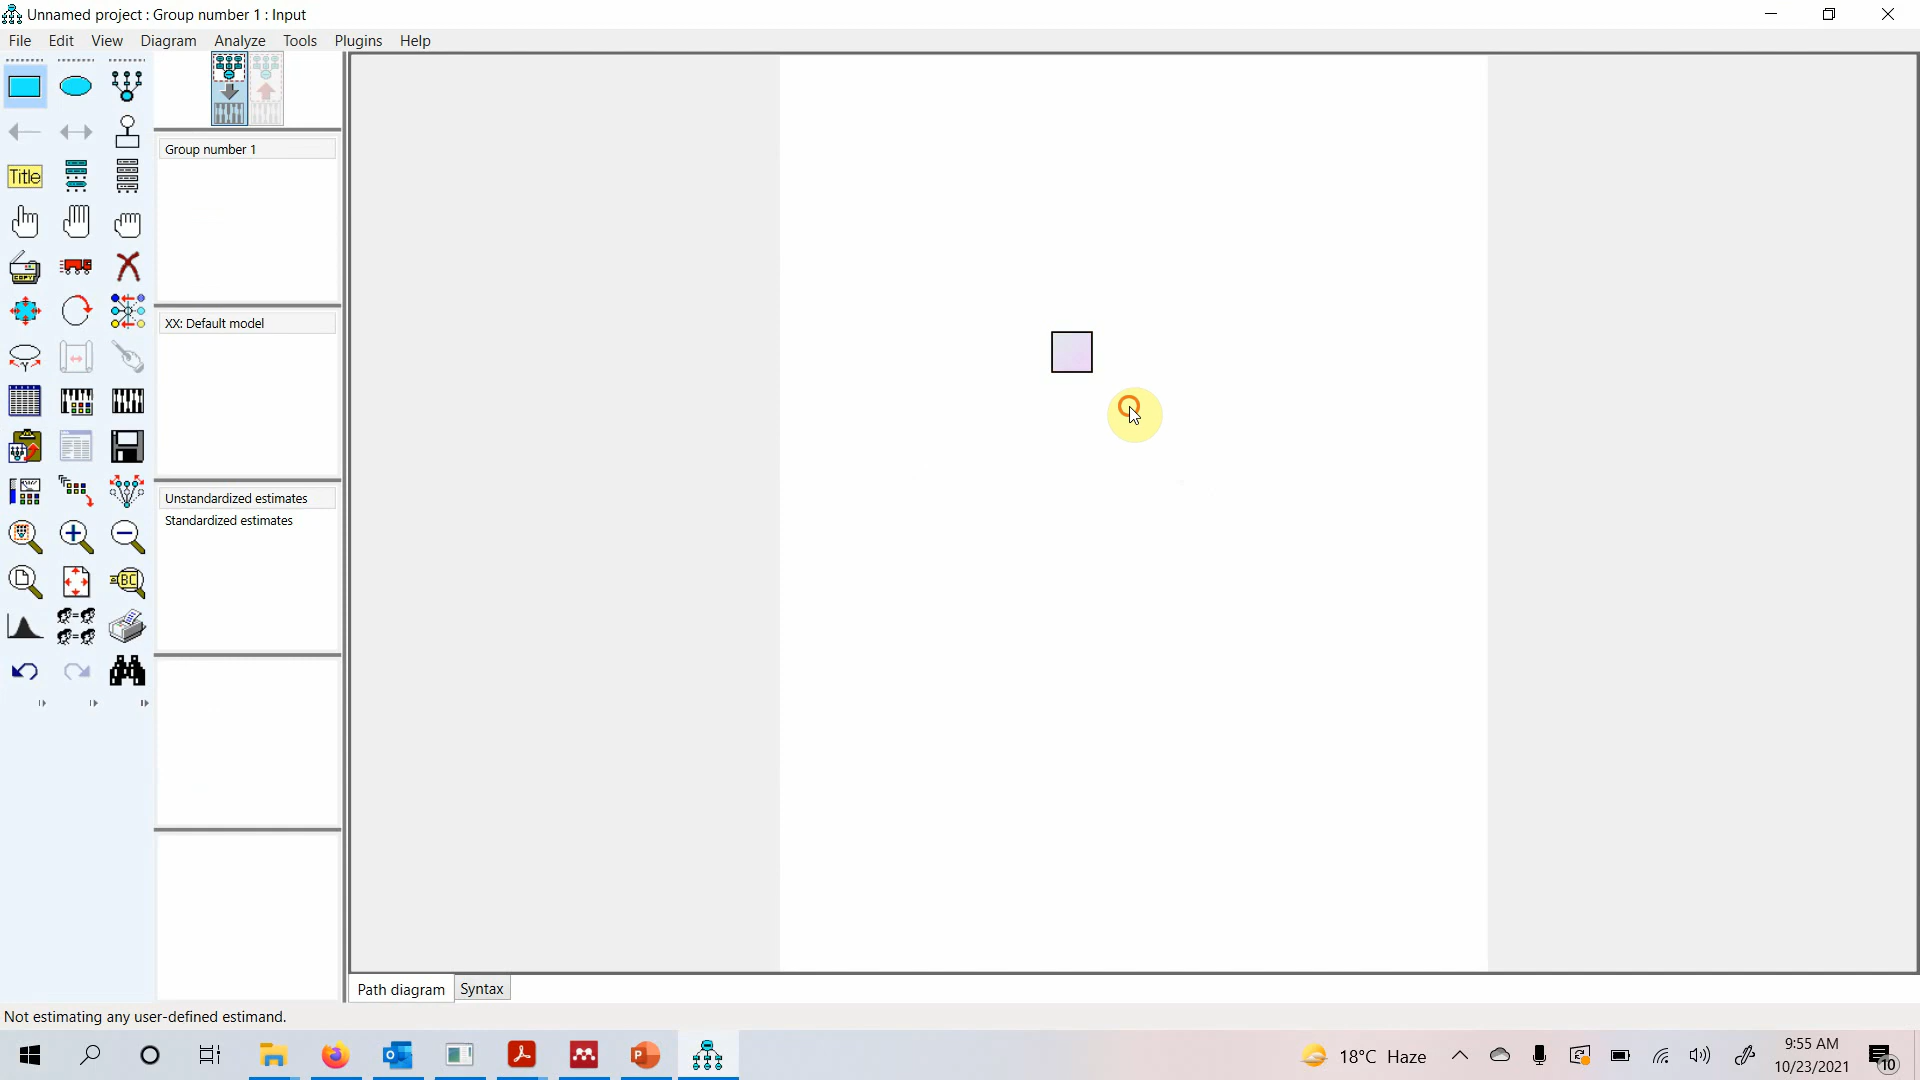 Unnamed project : Group number 1 : Input
File Edit View Diagram Analyze Tools Plugins Help
Title
Group number 1
XX: Default model
COPY
Unstandardized estimates
Standardized estimates
BC
Path diagram Syntax
Not estimating any user-defined estimand.
18°C Haze
9:55 AM
10/23/2021
10